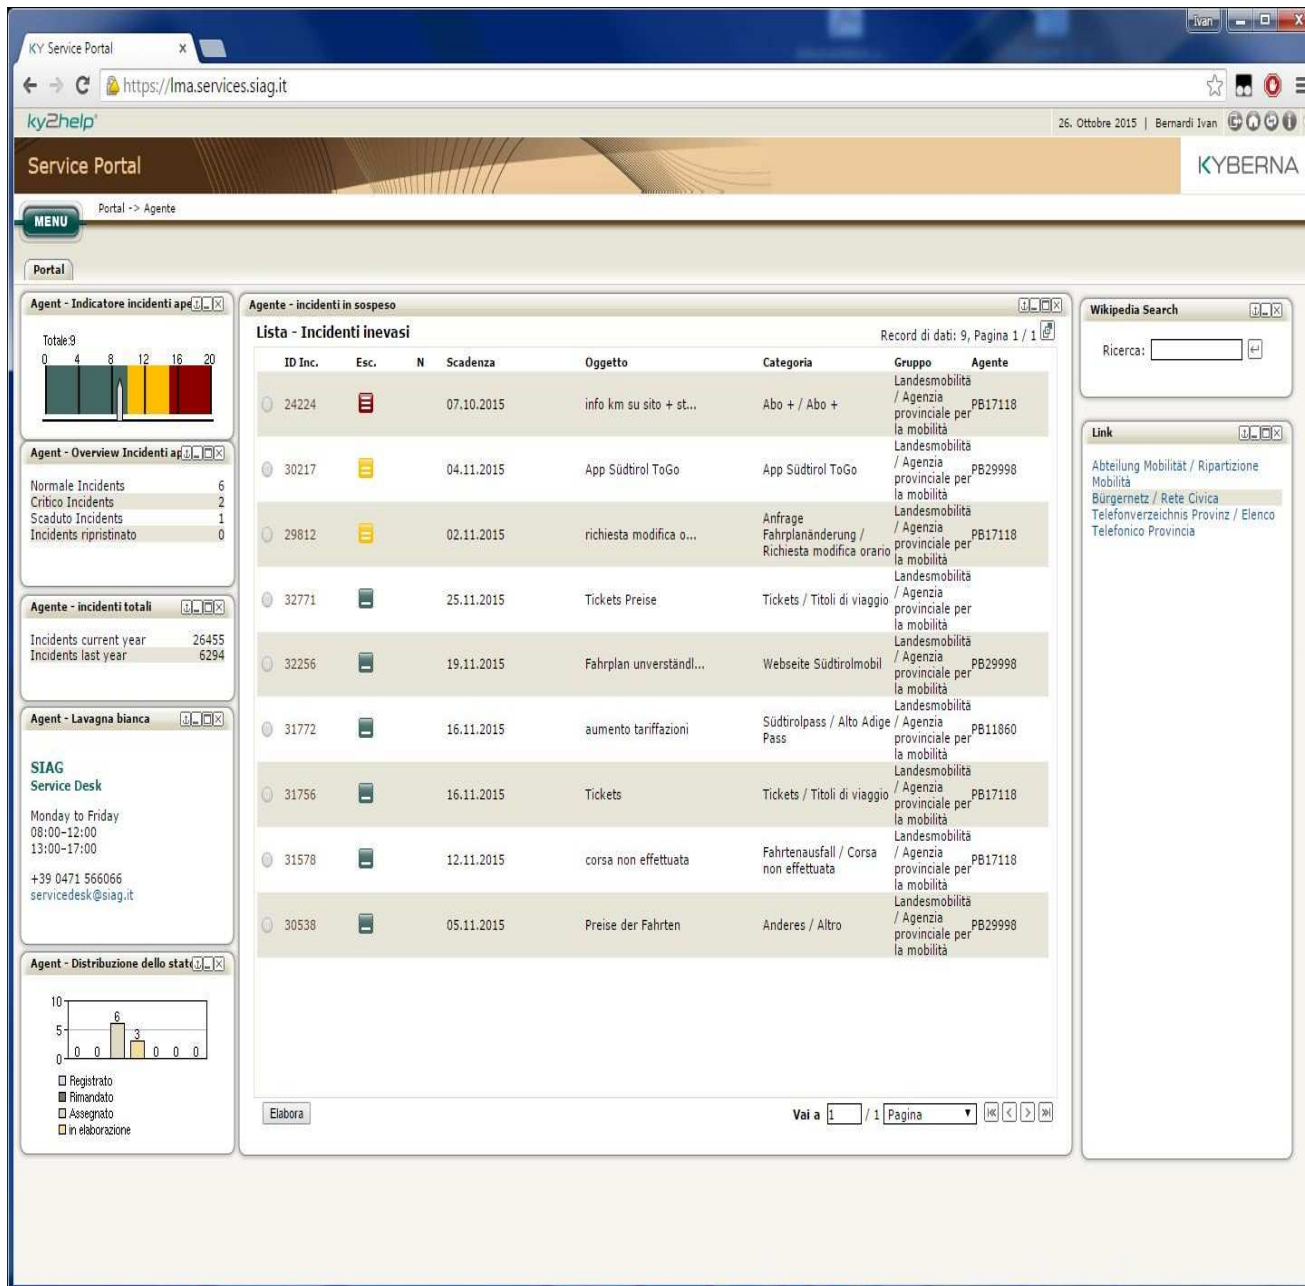 Ivan
KY Service Portal
https://lma.services.siag.it
ky2help
26. Ottobre 2015 | Bernardi Ivan
Service Portal
KYBERNA
MENU
Portal -> Agente
Portal
Agent - Indicatore incidenti ape
Totale:9
0 4 8 12 16 20
Agent - Overview Incidenti ap
Normale Incidents 6
Critico Incidents 2
Scaduto Incidents 1
Incidents ripristinato 0
Agente - incidenti totali
Incidents current year 26455
Incidents last year 6294
Agent - Lavagna bianca
SIAG
Service Desk
Monday to Friday
08:00-12:00
13:00-17:00
+39 0471 566066
servicedesk@siag.it
Agent - Distribuzione dello stato
10
5
0
0 0 6 3 0 0 0
Registrato
Rimandato
Assegnato
in elaborazione
Agente - incidenti in sospeso
Lista - Incidenti inevasi
Record di dati: 9, Pagina 1 / 1
ID Inc. Esc. N Scadenza Oggetto Categoria Gruppo Agente
24224 07.10.2015 info km su sito + st... Abo + / Abo + Landesmobilità / Agenzia provinciale per la mobilità PB17118
30217 04.11.2015 App Südtirol ToGo App Südtirol ToGo Landesmobilità / Agenzia provinciale per la mobilità PB29998
29812 02.11.2015 richiesta modifica o... Anfrage Fahrplanänderung / Richiesta modifica orario Landesmobilità / Agenzia provinciale per la mobilità PB17118
32771 25.11.2015 Tickets Preise Tickets / Titoli di viaggio Landesmobilità / Agenzia provinciale per la mobilità
32256 19.11.2015 Fahrplan unverständl... Webseite Südtirolmobil Landesmobilità / Agenzia provinciale per la mobilità PB29998
31772 16.11.2015 aumento tariffazioni Südtirolpass / Alto Adige Pass Landesmobilità / Agenzia provinciale per la mobilità PB11860
31756 16.11.2015 Tickets Tickets / Titoli di viaggio Landesmobilità / Agenzia provinciale per la mobilità PB17118
31578 12.11.2015 corsa non effettuata Fahrtenausfall / Corsa non effettuata Landesmobilità / Agenzia provinciale per la mobilità PB17118
30538 05.11.2015 Preise der Fahrten Anderes / Altro Landesmobilità / Agenzia provinciale per la mobilità PB29998
Elabora
Vai a 1 / 1 Pagina
Wikipedia Search
Ricerca:
Link
Abteilung Mobilität / Ripartizione
Mobilità
Bürgernetz / Rete Civica
Telefonverzeichnis Provinz / Elenco
Telefonico Provincia